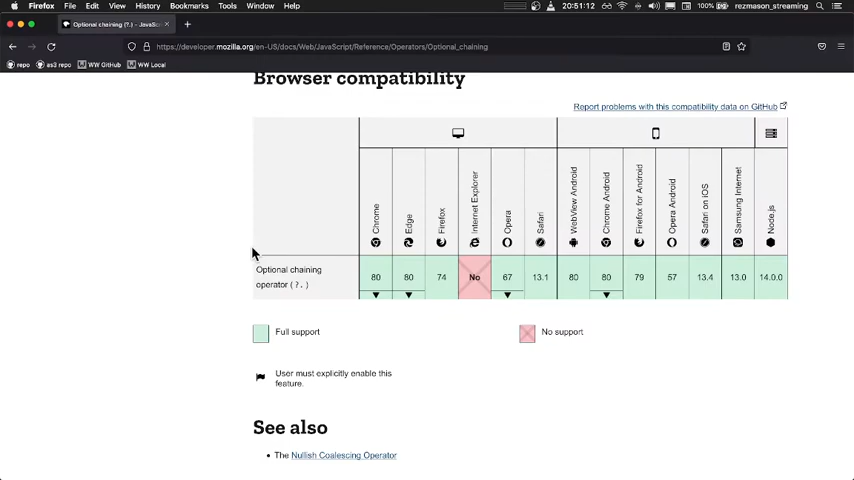 Firefox File Edit View History Bookmarks Tools Window Help 20:51:12 100% rezmason_streaming
Optional chaining (?.) - JavaSc
https://developer.mozilla.org/en-US/docs/Web/JavaScript/Reference/Operators/Optional_chaining
repo as3 repo WW GitHub WW Local
Browser compatibility
Report problems with this compatibility data on GitHub
Chrome Edge Firefox Internet Explorer Opera Safari WebView Android Chrome Android Firefox for Android Opera Android Safari on iOS Samsung Internet Node.js
Optional chaining
operator (?.)
80 80 74 No 67 13.1 80 80 79 57 13.4 13.0 14.0.0
Full support No support
User must explicitly enable this
feature.
See also
• The Nullish Coalescing Operator